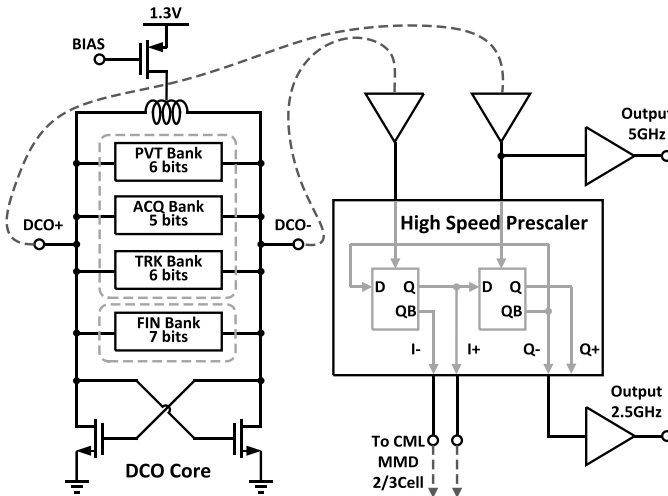 1.3V
BIAS
PVT Bank
6 bits
ACQ Bank
5 bits
TRK Bank
6 bits
FIN Bank
7 bits
DCO+
DCO-
DCO Core
Output
5GHz
High Speed Prescaler
D Q
QB
D Q
QB
I- I+ Q- Q+
Output
2.5GHz
To CML
MMD
2/3Cell